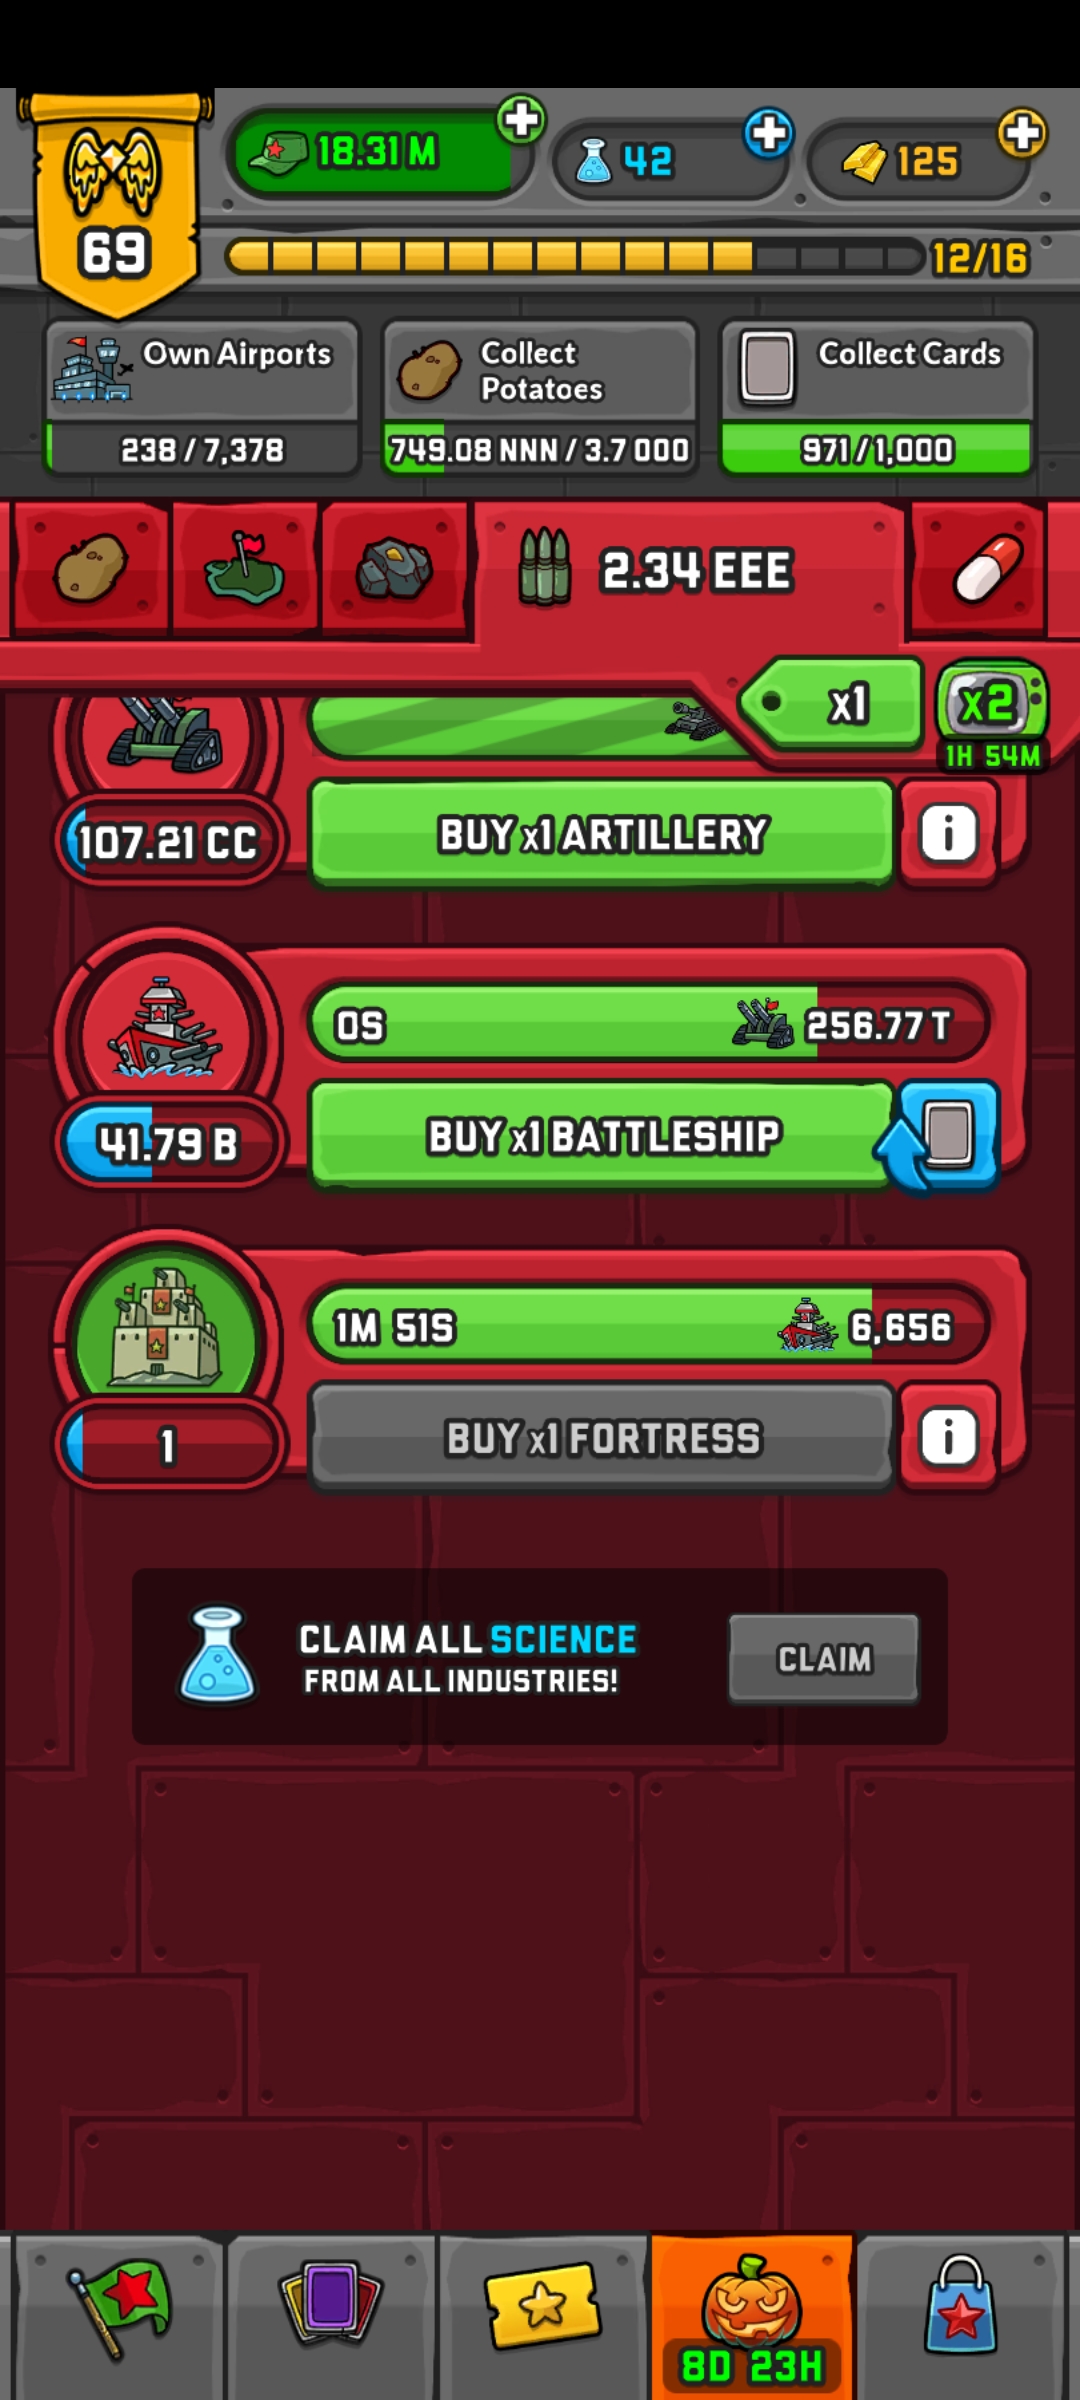 18.31 M
42
125
69
12/16
Own Airports
238 / 7,378
Collect
Potatoes
749.08 NNN / 3.7 OOO
Collect Cards
971 / 1,000
2.34 EEE
x1
x2
1H 54M
107.21 CC
BUY x1 ARTILLERY
0S
256.77 T
41.79 B
BUY x1 BATTLESHIP
1M 51S
6,656
1
BUY x1 FORTRESS
CLAIM ALL SCIENCE
FROM ALL INDUSTRIES!
CLAIM
8D 23H